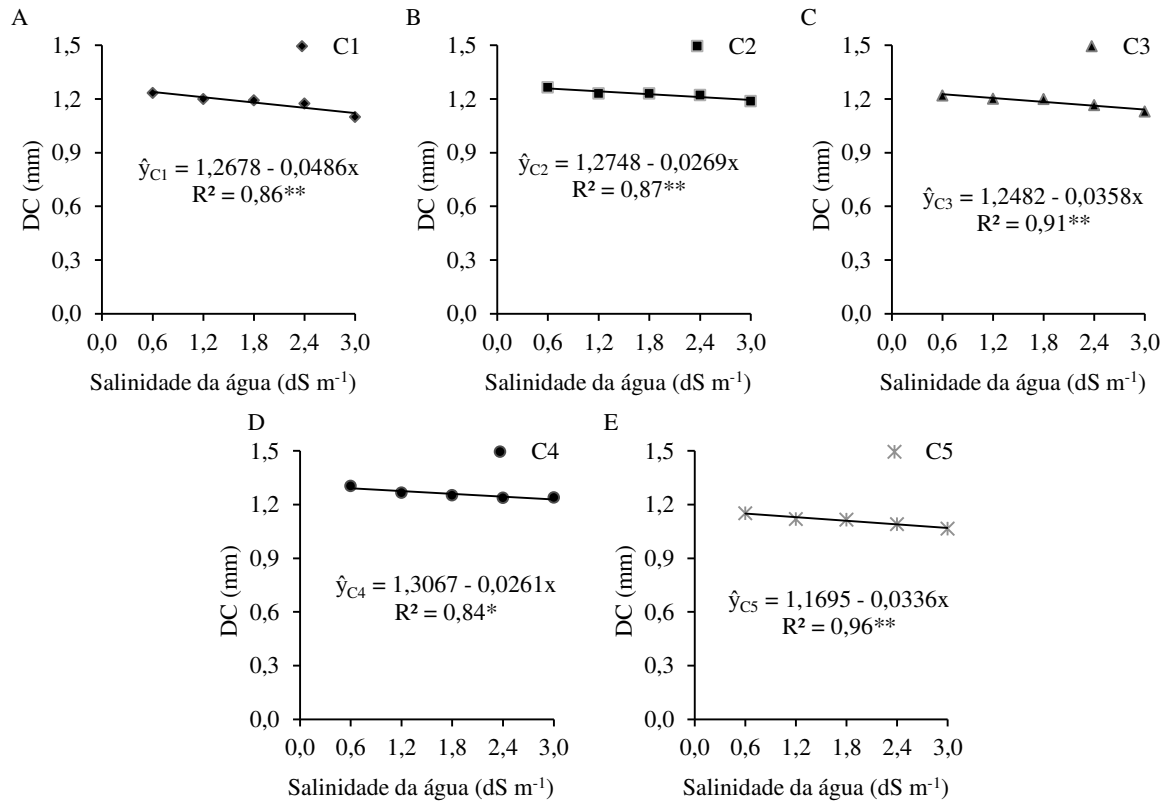 A
C1
1,5
1,2
0,9
0,6
0,3
0,0
DC (mm)
ŷC1 = 1,2678 - 0,0486x
R² = 0,86**
0,0 0,6 1,2 1,8 2,4 3,0
Salinidade da água (dS m-1)
B
C2
1,5
1,2
0,9
0,6
0,3
0,0
DC (mm)
ŷC2 = 1,2748 - 0,0269x
R² = 0,87**
0,0 0,6 1,2 1,8 2,4 3,0
Salinidade da água (dS m-1)
C
C3
1,5
1,2
0,9
0,6
0,3
0,0
DC (mm)
ŷC3 = 1,2482 - 0,0358x
R² = 0,91**
0,0 0,6 1,2 1,8 2,4 3,0
Salinidade da água (dS m-1)
D
C4
1,5
1,2
0,9
0,6
0,3
0,0
DC (mm)
ŷC4 = 1,3067 - 0,0261x
R² = 0,84*
0,0 0,6 1,2 1,8 2,4 3,0
Salinidade da água (dS m-1)
E
C5
1,5
1,2
0,9
0,6
0,3
0,0
DC (mm)
ŷC5 = 1,1695 - 0,0336x
R² = 0,96**
0,0 0,6 1,2 1,8 2,4 3,0
Salinidade da água (dS m-1)